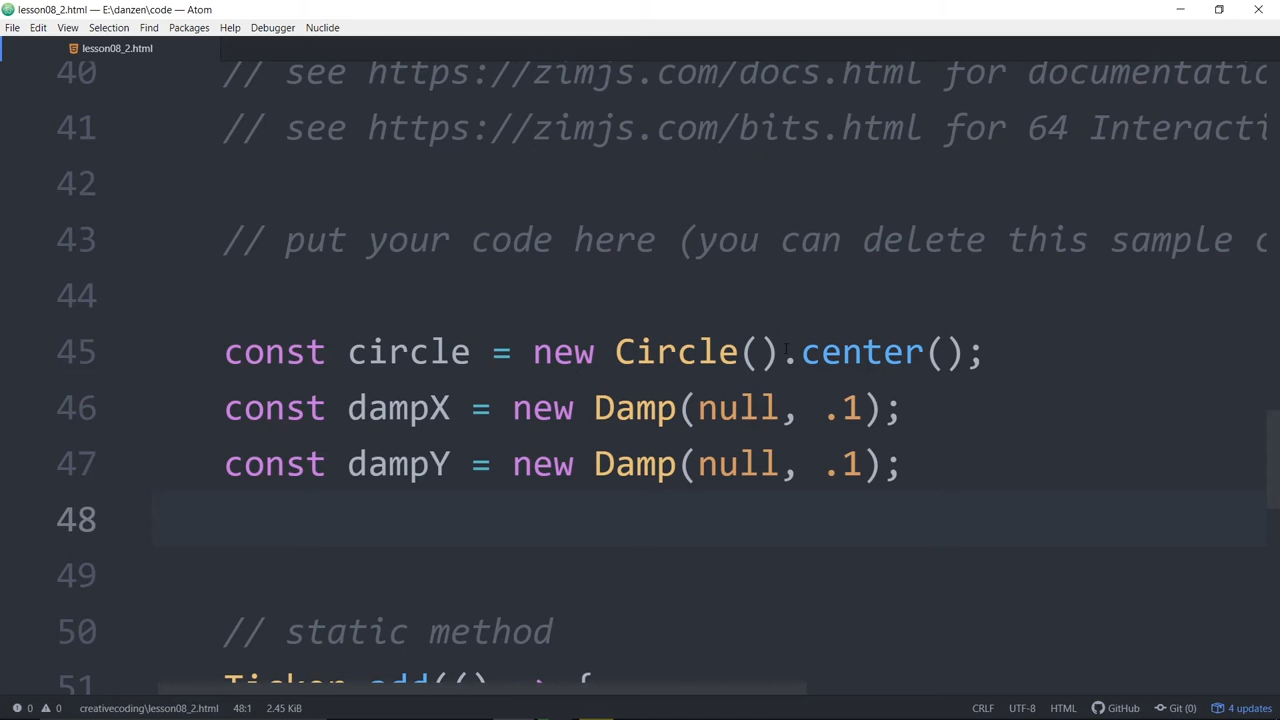 lesson08_2.html — E:\danzen\code — Atom
File Edit View Selection Find Packages Help Debugger Nuclide
lesson08_2.html
40 // see https://zimjs.com/docs.html for documentatic
41 // see https://zimjs.com/bits.html for 64 Interacti
42
43 // put your code here (you can delete this sample c
44
45 const circle = new Circle().center();
46 const dampX = new Damp(null, .1);
47 const dampY = new Damp(null, .1);
48
49
50 // static method
51 Ticker.add(() => {
0 0 creativecoding\lesson08_2.html 48:1 2.45 KiB CRLF UTF-8 HTML GitHub Git (0) 4 updates